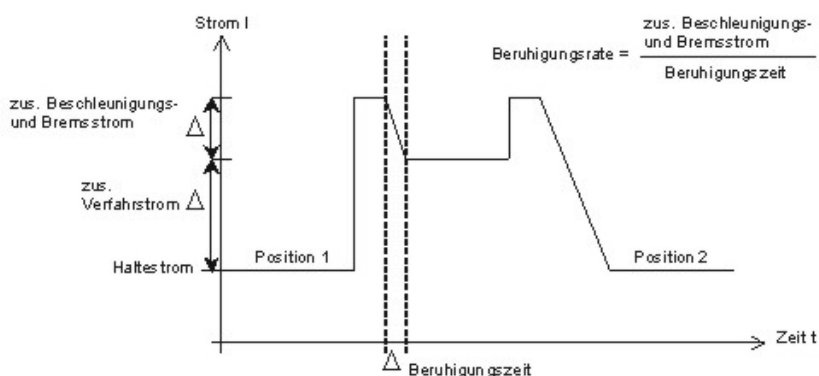 Strom I
Beruhigungsrate =
zus. Beschleunigungs-
und Bremsstrom
Beruhigungszeit
zus. Beschleunigungs-
und Bremsstrom
Δ
zus.
Verfahrstrom Δ
Haltestrom
Position 1
Position 2
Zeit t
Δ Beruhigungszeit